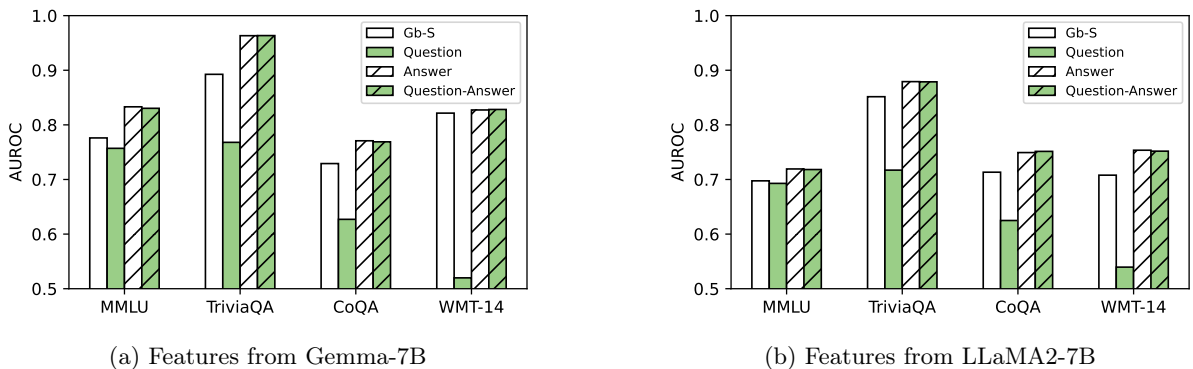 1.0
0.9
0.8
0.7
0.6
0.5
AUROC
Gb-S
Question
Answer
Question-Answer
MMLU TriviaQA CoQA WMT-14
(a) Features from Gemma-7B
1.0
0.9
0.8
0.7
0.6
0.5
AUROC
Gb-S
Question
Answer
Question-Answer
MMLU TriviaQA CoQA WMT-14
(b) Features from LLaMA2-7B